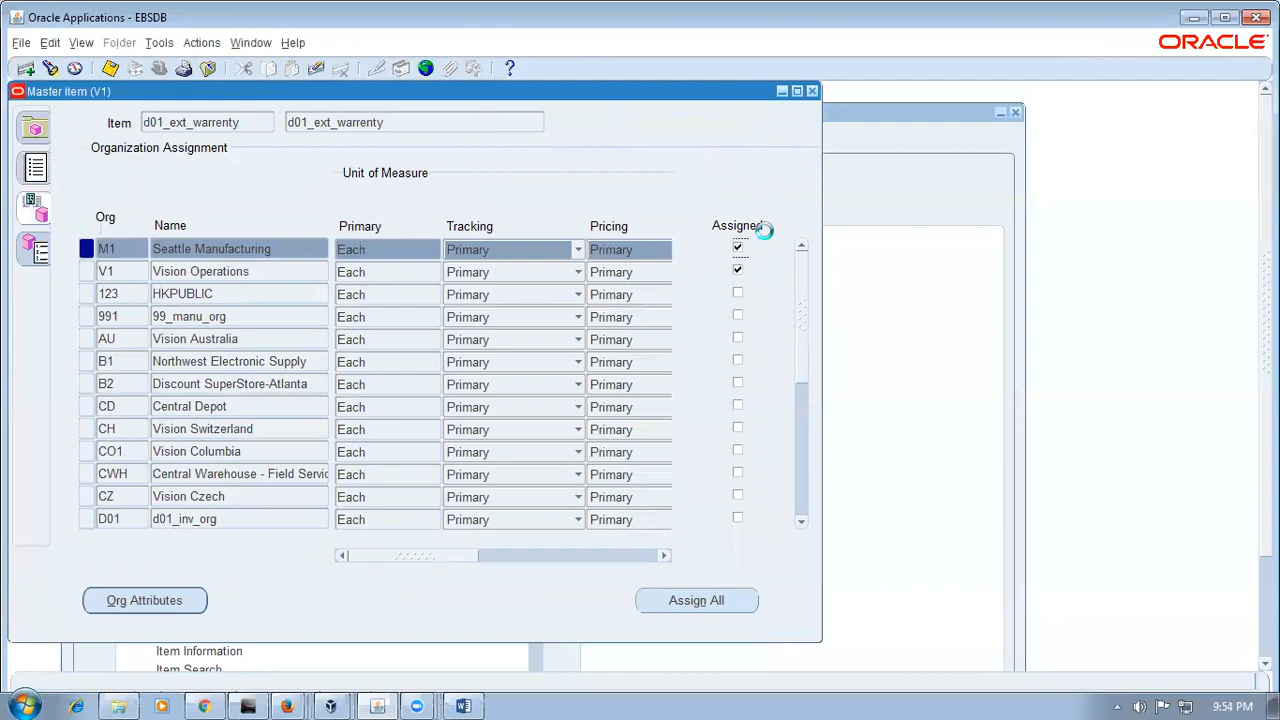 Oracle Applications - EBSDB
File Edit View Folder Tools Actions Window Help
ORACLE
Master Item (V1)
Item d01_ext_warrenty d01_ext_warrenty
Organization Assignment
Unit of Measure
Org Name Primary Tracking Pricing Assigned
M1 Seattle Manufacturing Each Primary Primary
V1 Vision Operations Each Primary Primary
123 HKPUBLIC Each Primary Primary
991 99_manu_org Each Primary Primary
AU Vision Australia Each Primary Primary
B1 Northwest Electronic Supply Each Primary Primary
B2 Discount SuperStore-Atlanta Each Primary Primary
CD Central Depot Each Primary Primary
CH Vision Switzerland Each Primary Primary
CO1 Vision Columbia Each Primary Primary
CWH Central Warehouse - Field Servic Each Primary Primary
CZ Vision Czech Each Primary Primary
D01 d01_inv_org Each Primary Primary
Org Attributes Assign All
Item Information
Item Search
9:54 PM